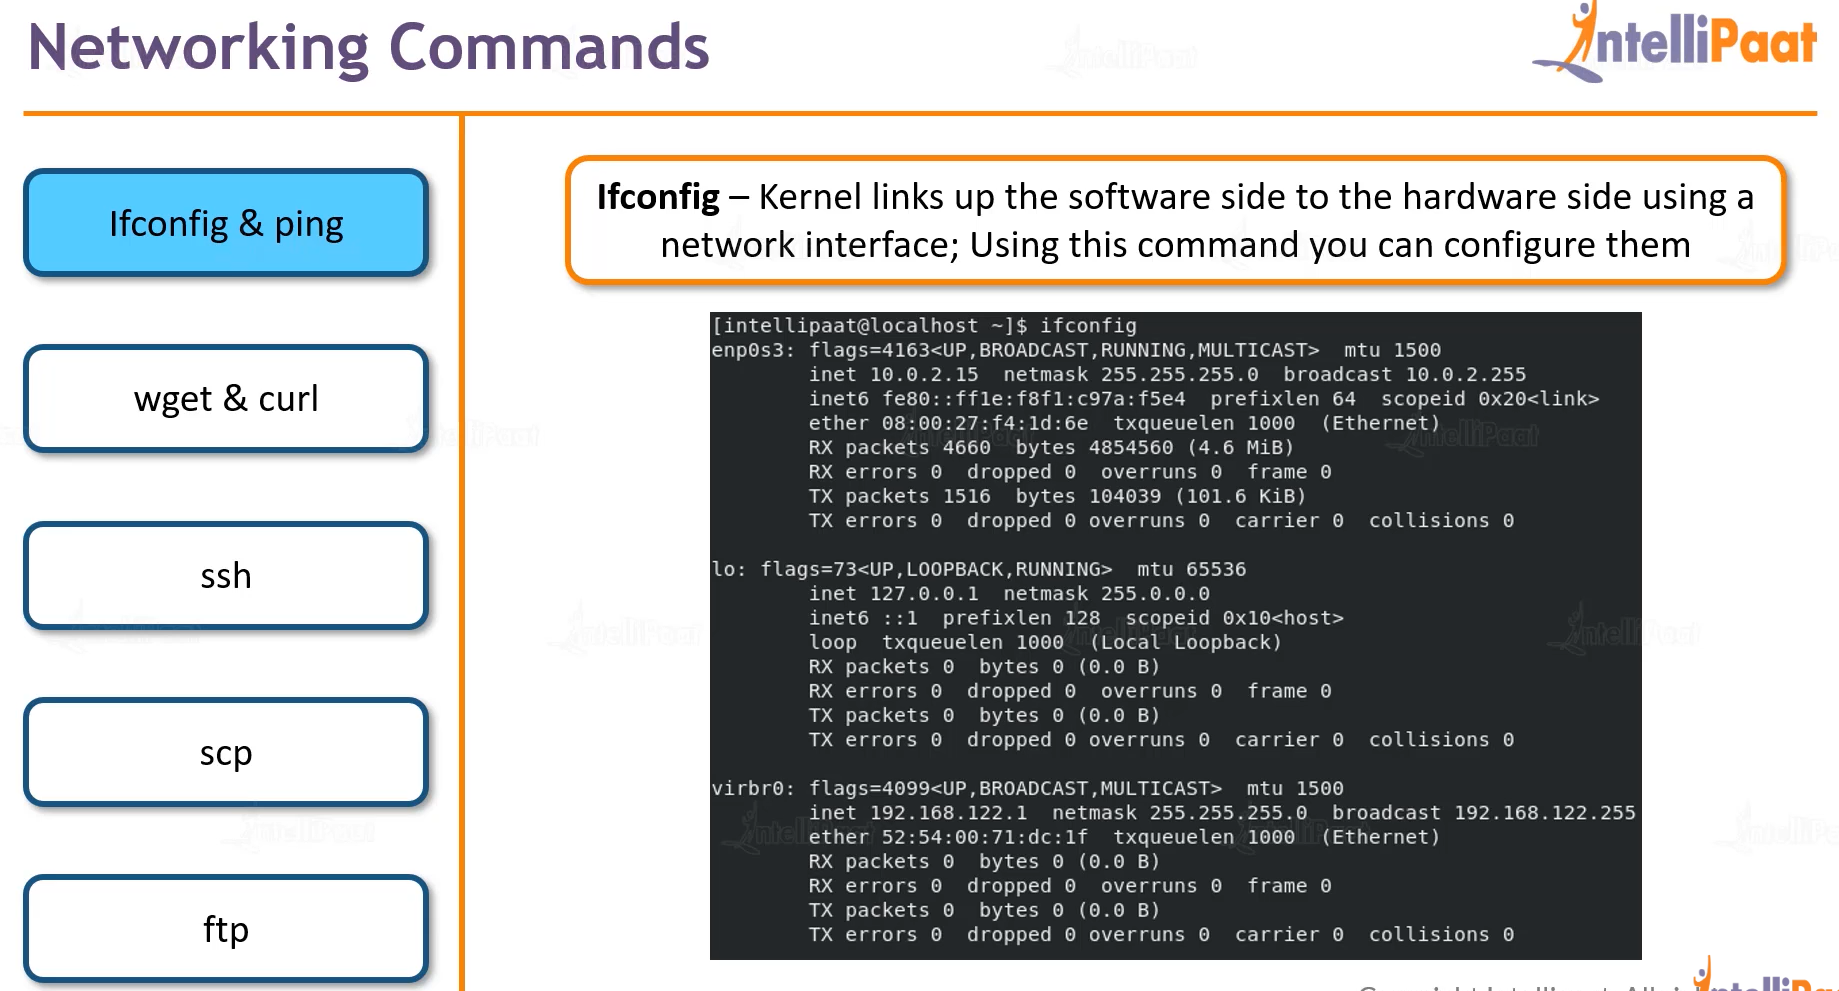 Networking Commands
IntelliPaat
Ifconfig & ping
wget & curl
ssh
scp
ftp
Ifconfig – Kernel links up the software side to the hardware side using a
network interface; Using this command you can configure them
[intellipaat@localhost ~]$ ifconfig
enp0s3: flags=4163<UP,BROADCAST,RUNNING,MULTICAST>  mtu 1500
        inet 10.0.2.15  netmask 255.255.255.0  broadcast 10.0.2.255
        inet6 fe80::ff1e:f8f1:c97a:f5e4  prefixlen 64  scopeid 0x20<link>
        ether 08:00:27:f4:1d:6e  txqueuelen 1000  (Ethernet)
        RX packets 4660  bytes 4854560 (4.6 MiB)
        RX errors 0  dropped 0  overruns 0  frame 0
        TX packets 1516  bytes 104039 (101.6 KiB)
        TX errors 0  dropped 0 overruns 0  carrier 0  collisions 0
lo: flags=73<UP,LOOPBACK,RUNNING>  mtu 65536
        inet 127.0.0.1  netmask 255.0.0.0
        inet6 ::1  prefixlen 128  scopeid 0x10<host>
        loop  txqueuelen 1000  (Local Loopback)
        RX packets 0  bytes 0 (0.0 B)
        RX errors 0  dropped 0  overruns 0  frame 0
        TX packets 0  bytes 0 (0.0 B)
        TX errors 0  dropped 0 overruns 0  carrier 0  collisions 0
virbr0: flags=4099<UP,BROADCAST,MULTICAST>  mtu 1500
        inet 192.168.122.1  netmask 255.255.255.0  broadcast 192.168.122.255
        ether 52:54:00:71:dc:1f  txqueuelen 1000  (Ethernet)
        RX packets 0  bytes 0 (0.0 B)
        RX errors 0  dropped 0  overruns 0  frame 0
        TX packets 0  bytes 0 (0.0 B)
        TX errors 0  dropped 0 overruns 0  carrier 0  collisions 0